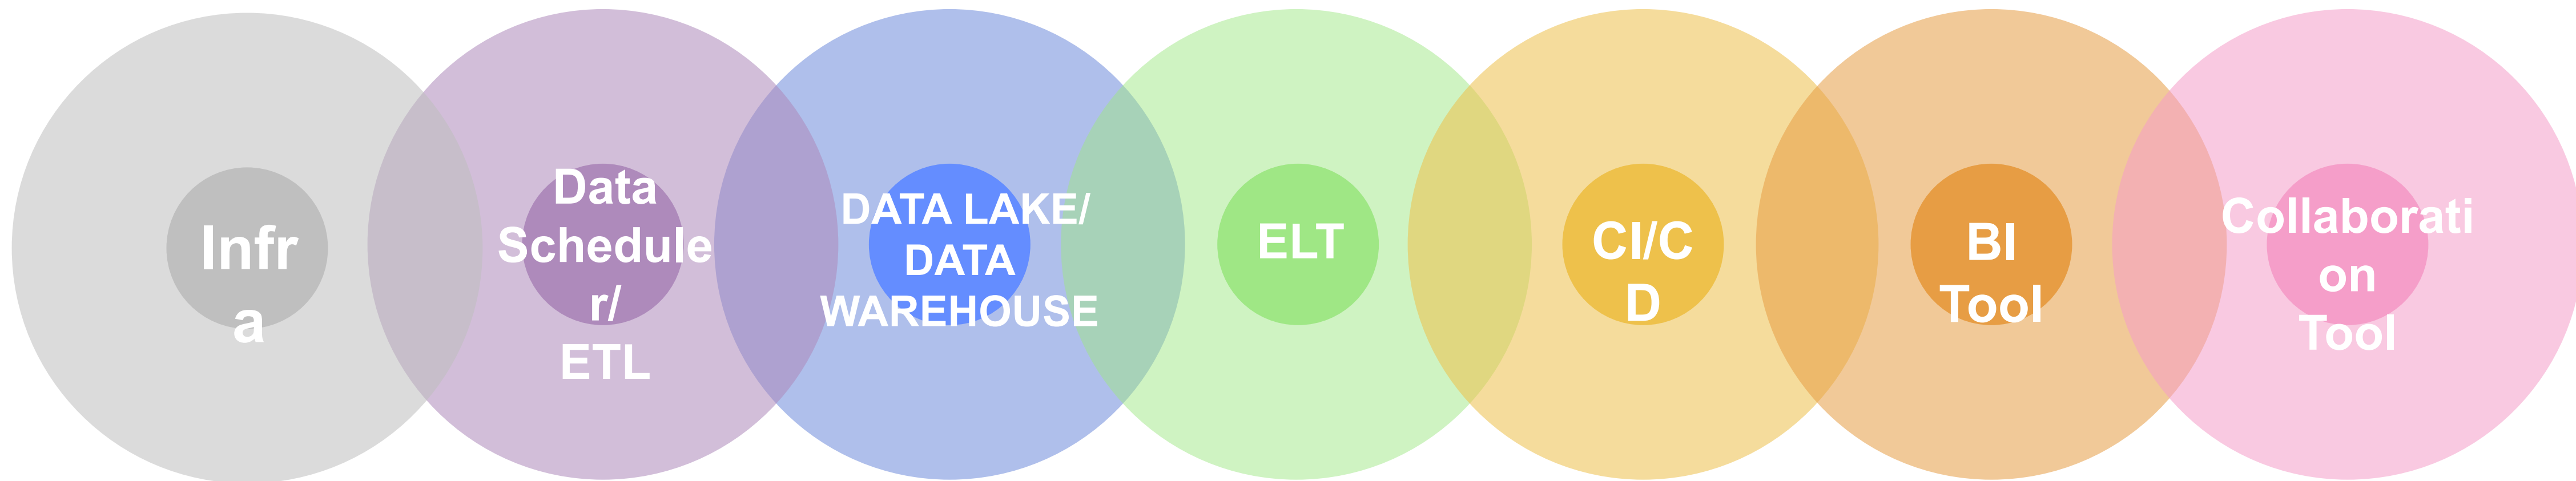 Infr
a
Data
Schedule
r/
ETL
DATA LAKE/
DATA
WAREHOUSE
ELT
CI/C
D
BI
Tool
Collaborati
on
Tool